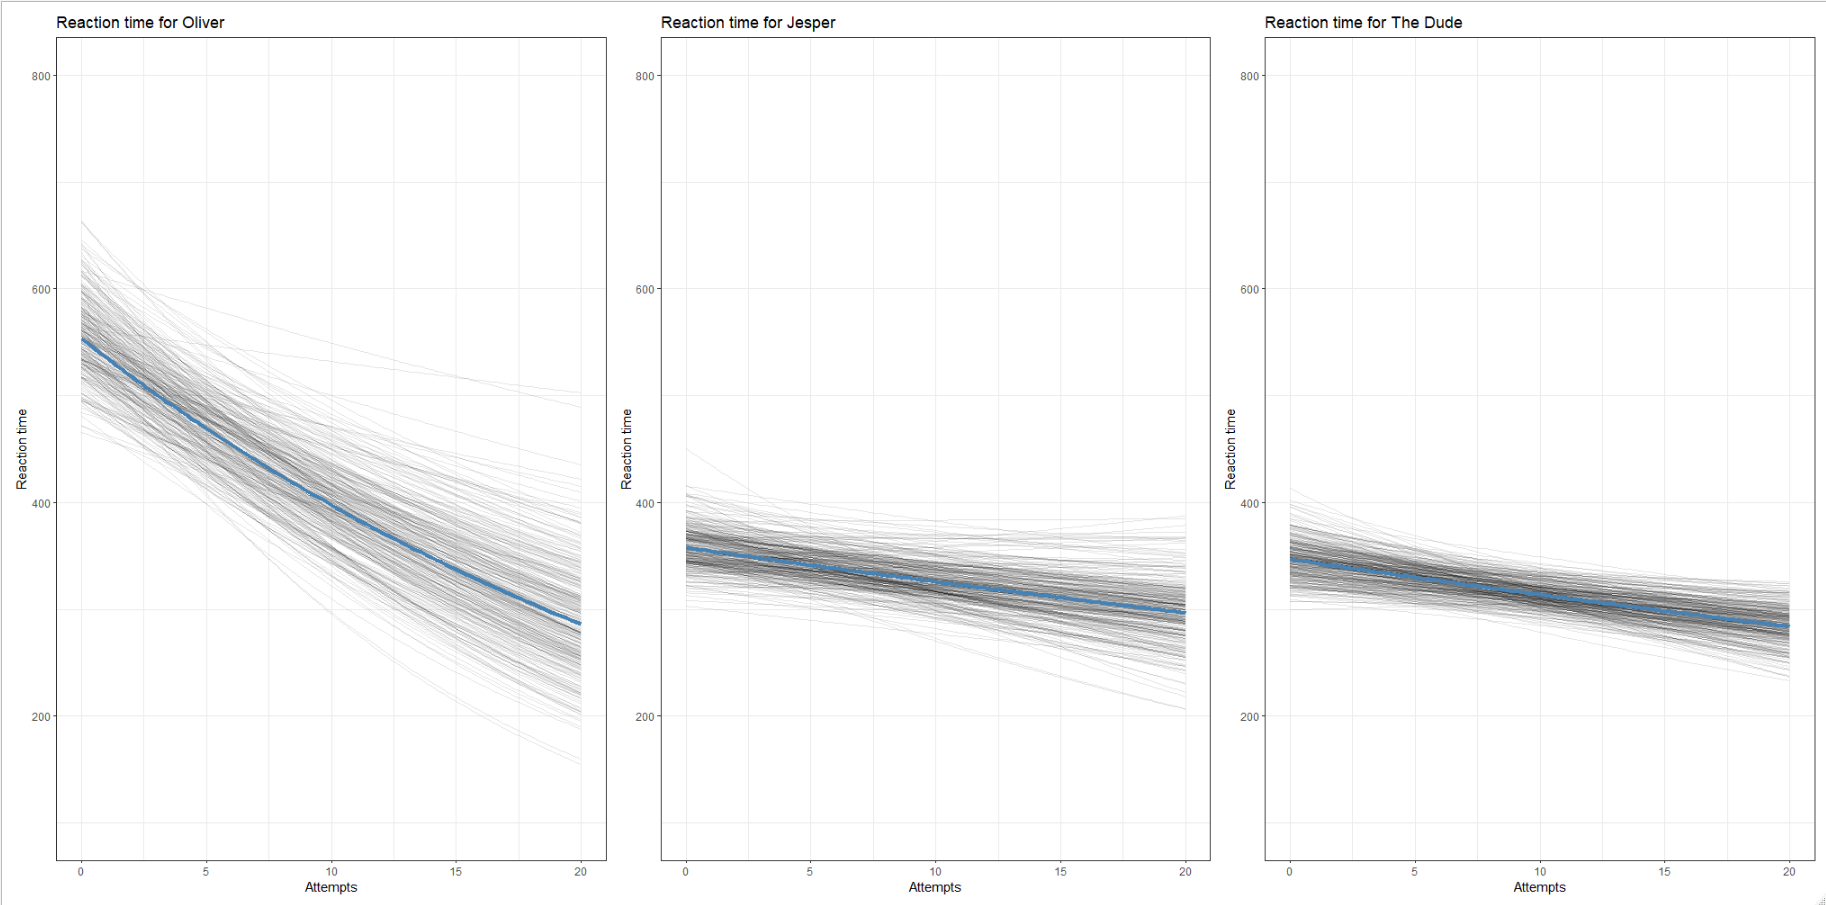 Reaction time for Oliver
800
600
400
200
Reaction time
0 5 10 15 20
Attempts
Reaction time for Jesper
800
600
400
200
Reaction time
0 5 10 15 20
Attempts
Reaction time for The Dude
800
600
400
200
Reaction time
0 5 10 15 20
Attempts